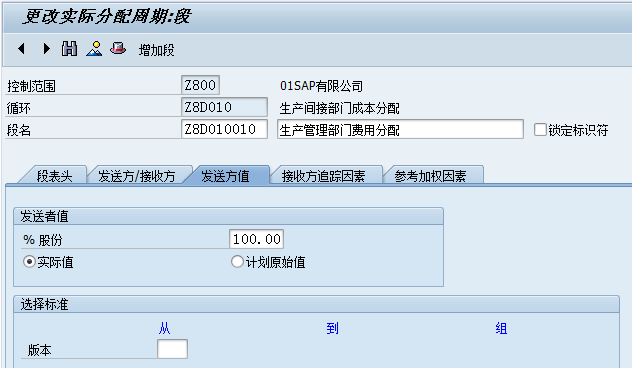 更改实际分配周期:段
增加段
控制范围 Z800 01SAP有限公司
循环 Z8D010 生产间接部门成本分配
段名 Z8D010010 生产管理部门费用分配 锁定标识符
段表头 发送方/接收方 发送方值 接收方追踪因素 参考加权因素
发送者值
% 股份 100.00
实际值 计划原始值
选择标准
从 到 组
版本